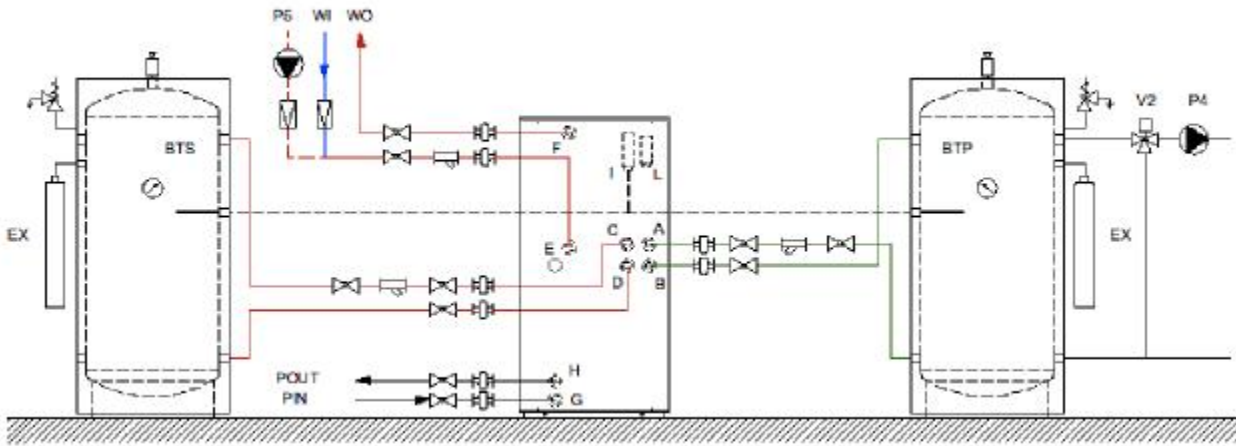 P5 WI WO
V2 P4
BTS
F
BTP
I L
EX
E
C A
EX
D B
POUT
H
PIN
G